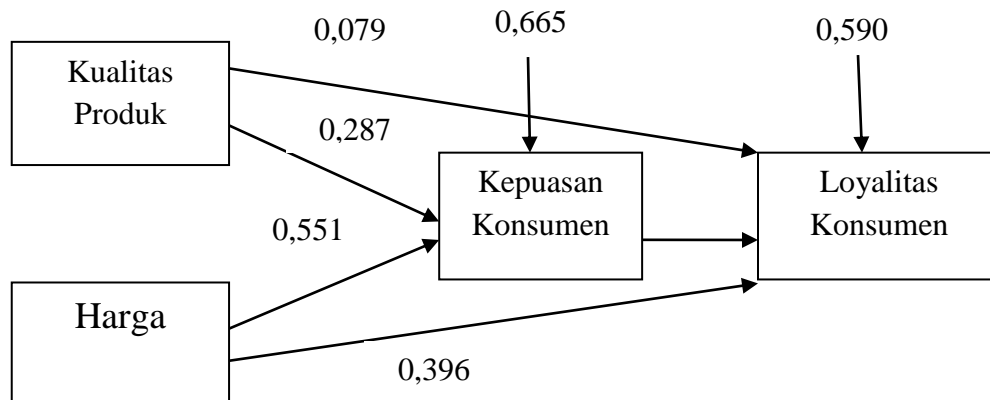 0,079
0,665
0,590
Kualitas
Produk
0,287
Kepuasan
Konsumen
Loyalitas
Konsumen
0,551
Harga
0,396